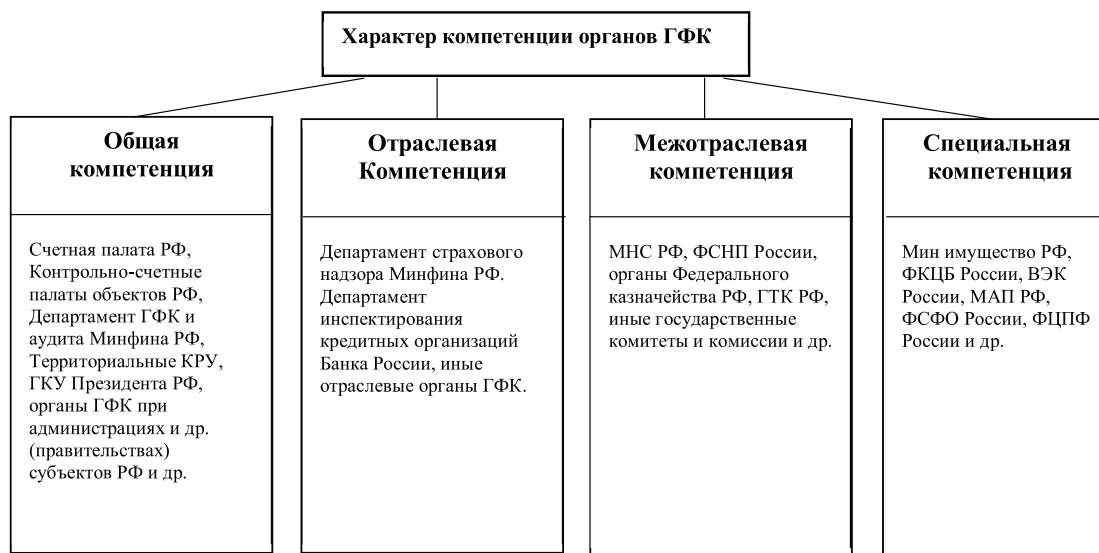 Характер компетенции органов ГФК
Общая
компетенция
Счетная палата РФ,
Контрольно-счетные
палаты объектов РФ,
Департамент ГФК и
аудита Минфина РФ,
Территориальные КРУ,
ГКУ Президента РФ,
органы ГФК при
администрациях и др.
(правительствах)
субъектов РФ и др.
Отраслевая
Компетенция
Департамент страхового
надзора Минфина РФ.
Департамент
инспектирования
кредитных организаций
Банка России, иные
отраслевые органы ГФК.
Межотраслевая
компетенция
МНС РФ, ФСНП России,
органы Федерального
казначейства РФ, ГТК РФ,
иные государственные
комитеты и комиссии и др.
Специальная
компетенция
Мин имущество РФ,
ФКЦБ России, ВЭК
России, МАП РФ,
ФСФО России, ФЦПФ
России и др.